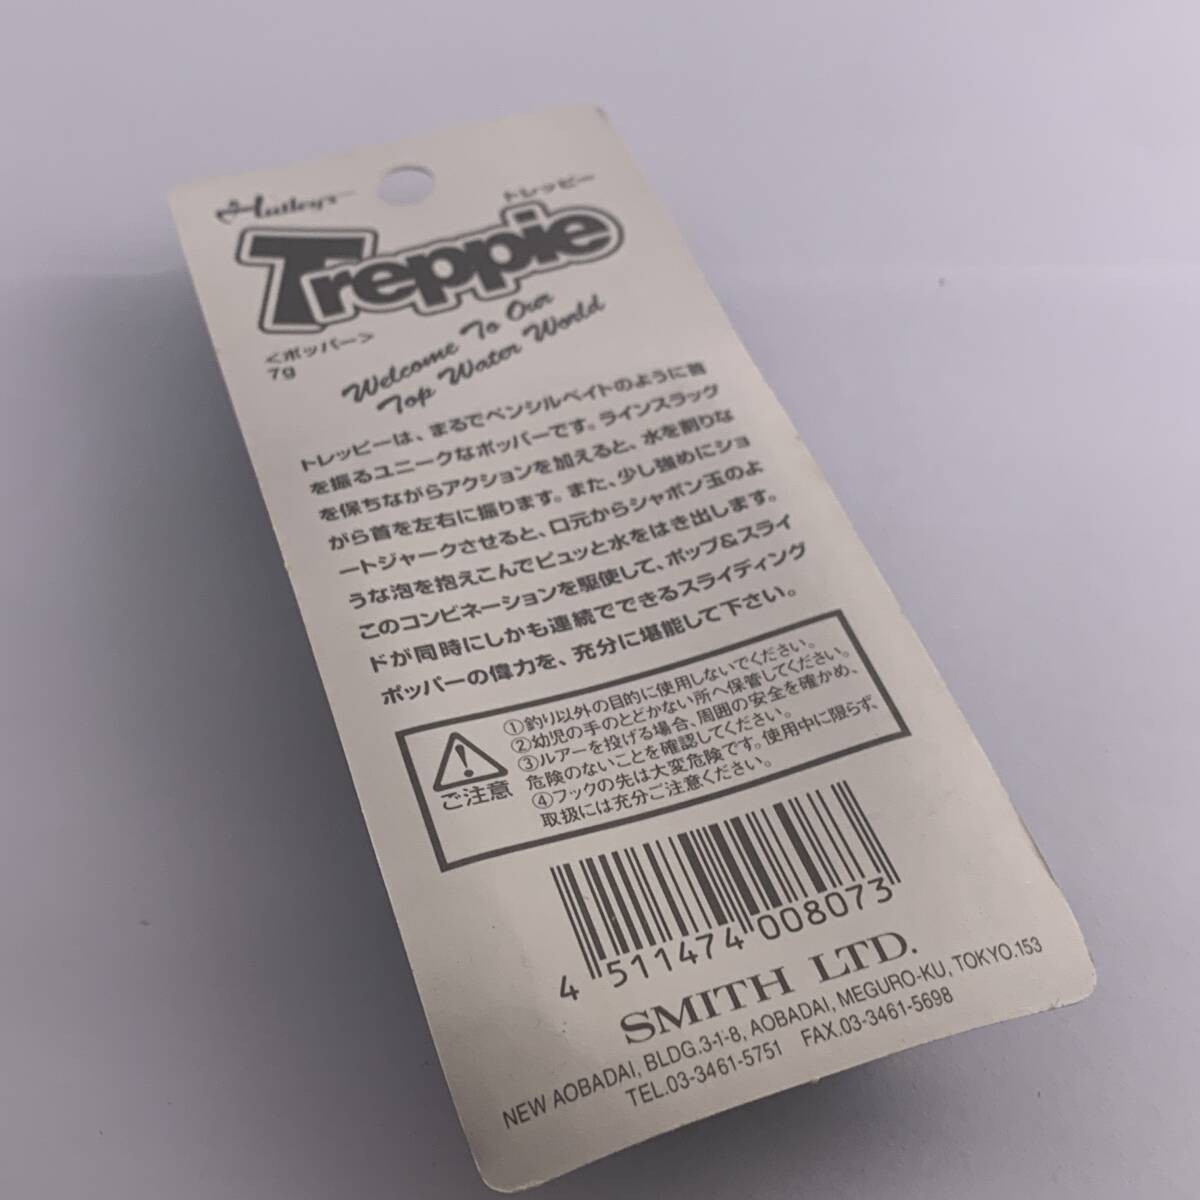 Hutley's
トレッピー
Treppie
Welcome To Our
Top Water World
<ポッパー>
7g
トレッピーは、まるでペンシルベイトのように首
を振るユニークなポッパーです。ラインスラッグ
を保ちながらアクションを加えると、水を割りな
がら首を左右に振ります。また、少し強めにショ
ートジャークさせると、口元からシャボン玉のよ
うな泡を抱えこんでピュッと水をはき出します。
このコンビネーションを駆使して、ポップ&スライ
ドが同時にしかも連続でできるスライディング
ポッパーの偉力を、充分に堪能して下さい。
ご注意
①釣り以外の目的に使用しないでください。
②幼児の手のとどかない所へ保管してください。
③ルアーを投げる場合、周囲の安全を確かめ、
危険のないことを確認してください。
④フックの先は大変危険です。使用中に限らず、
取扱には充分ご注意ください。
4 511474 008073
SMITH LTD.
NEW AOBADAI, BLDG.3-1-8, AOBADAI, MEGURO-KU, TOKYO.153
TEL.03-3461-5751 FAX.03-3461-5698